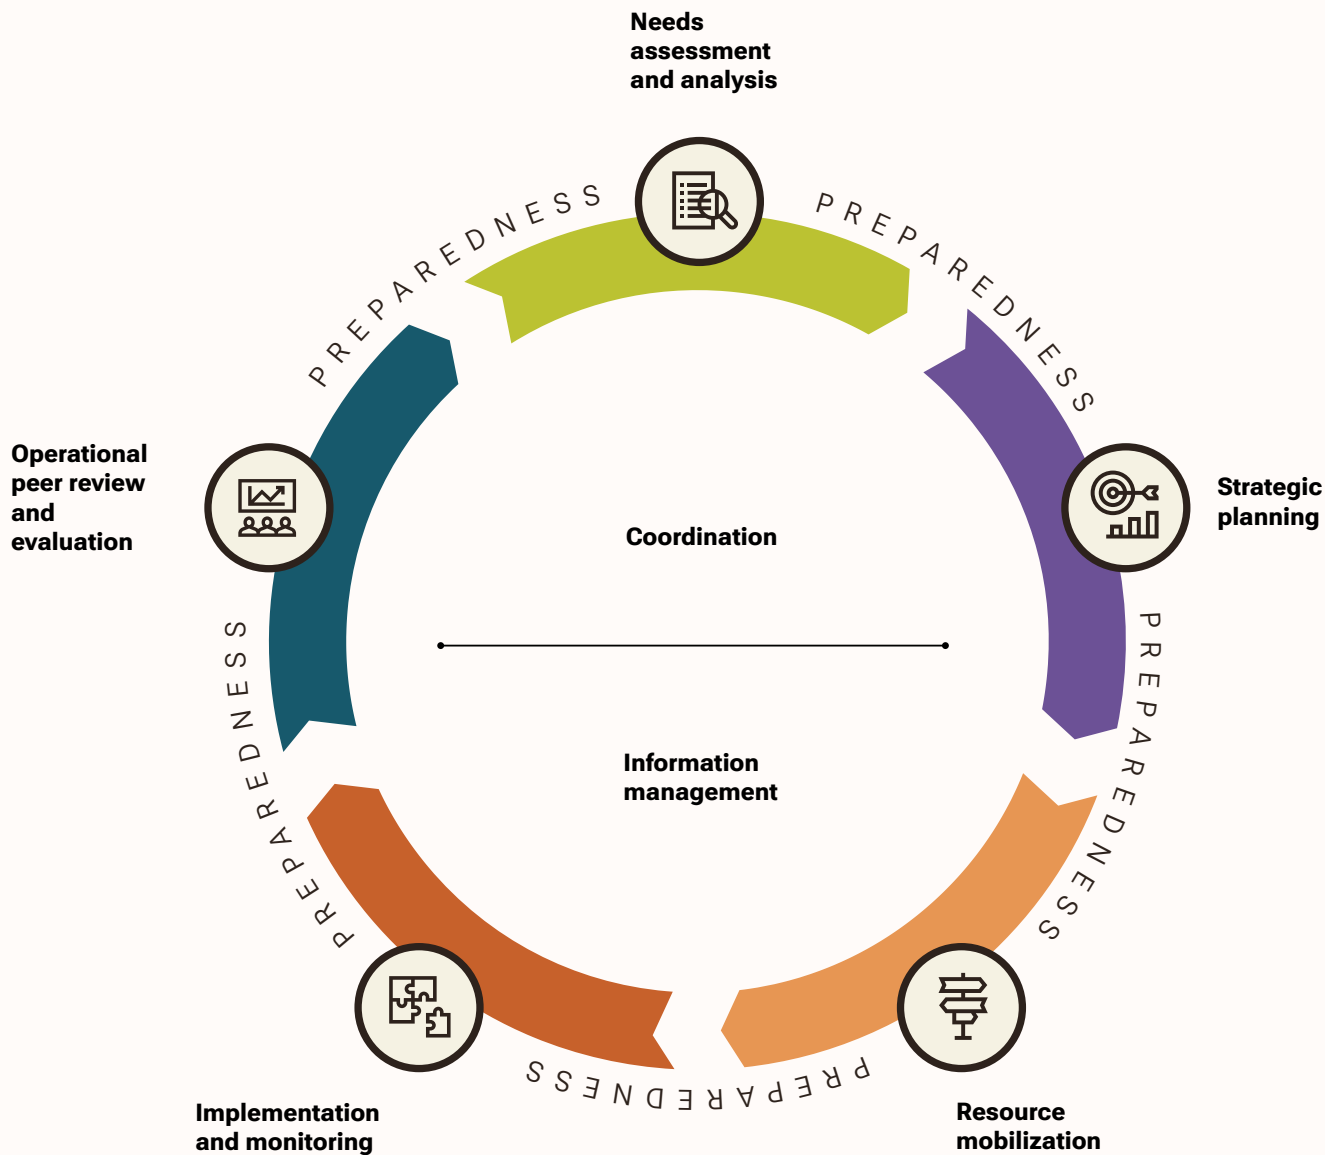 Needs
assessment
and analysis
PREPAREDNESS
PREPAREDNESS
Operational
peer review
and
evaluation
Strategic
planning
Coordination
PREPAREDNESS
PREPAREDNESS
Information
management
PREPAREDNESS
Implementation
and monitoring
Resource
mobilization